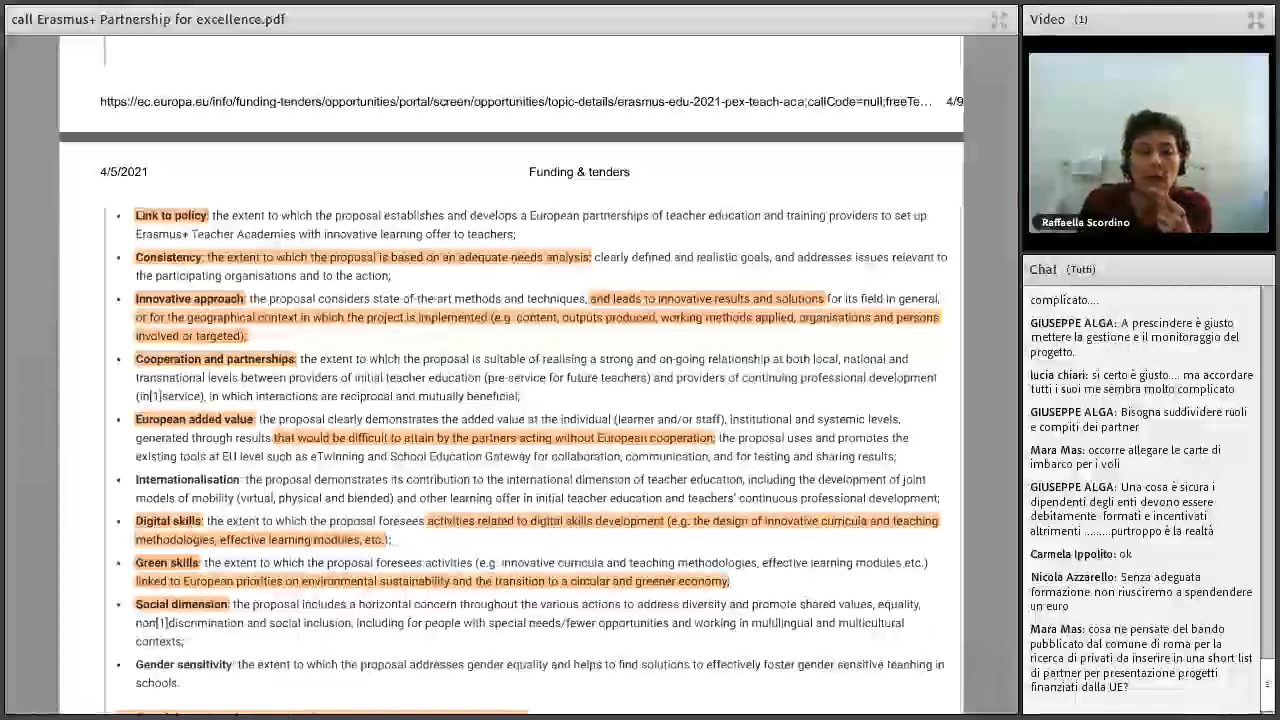 call Erasmus+ Partnership for excellence.pdf
https://ec.europa.eu/info/funding-tenders/opportunities/portal/screen/opportunities/topic-details/erasmus-edu-2021-pex-teach-aca;callCode=null;freeTe… 4/9
4/5/2021 Funding & tenders
• Link to policy: the extent to which the proposal establishes and develops a European partnerships of teacher education and training providers to set up
Erasmus+ Teacher Academies with innovative learning offer to teachers;
• Consistency: the extent to which the proposal is based on an adequate needs analysis; clearly defined and realistic goals, and addresses issues relevant to
the participating organisations and to the action;
• Innovative approach: the proposal considers state-of-the-art methods and techniques, and leads to innovative results and solutions for its field in general,
or for the geographical context in which the project is implemented (e.g. content, outputs produced, working methods applied, organisations and persons
involved or targeted);
• Cooperation and partnerships: the extent to which the proposal is suitable of realising a strong and on-going relationship at both local, national and
transnational levels between providers of initial teacher education (pre-service for future teachers) and providers of continuing professional development
(in[1]service), in which interactions are reciprocal and mutually beneficial;
• European added value: the proposal clearly demonstrates the added value at the individual (learner and/or staff), institutional and systemic levels,
generated through results that would be difficult to attain by the partners acting without European cooperation; the proposal uses and promotes the
existing tools at EU level such as eTwinning and School Education Gateway for collaboration, communication, and for testing and sharing results;
• Internationalisation: the proposal demonstrates its contribution to the international dimension of teacher education, including the development of joint
models of mobility (virtual, physical and blended) and other learning offer in initial teacher education and teachers' continuous professional development;
• Digital skills: the extent to which the proposal foresees activities related to digital skills development (e.g. the design of innovative curricula and teaching
methodologies, effective learning modules, etc.);
• Green skills: the extent to which the proposal foresees activities (e.g. innovative curricula and teaching methodologies, effective learning modules etc.)
linked to European priorities on environmental sustainability and the transition to a circular and greener economy;
• Social dimension: the proposal includes a horizontal concern throughout the various actions to address diversity and promote shared values, equality,
non[1]discrimination and social inclusion, including for people with special needs/fewer opportunities and working in multilingual and multicultural
contexts;
• Gender sensitivity: the extent to which the proposal addresses gender equality and helps to find solutions to effectively foster gender sensitive teaching in
schools.
Video (1)
Raffaella Scordino
Chat (Tutti)
complicato....
GIUSEPPE ALGA: A prescindere è giusto
mettere la gestione e il monitoraggio del
progetto.
lucia chiari: si certo è giusto.... ma accordare
tutti i suoi me sembra molto complicato
GIUSEPPE ALGA: Bisogna suddividere ruoli
e compiti dei partner
Mara Mas: occorre allegare le carte di
imbarco per i voli
GIUSEPPE ALGA: Una cosa è sicura i
dipendenti degli enti devono essere
debitamente formati e incentivati
altrimenti ........purtroppo è la realtà
Carmela Ippolito: ok
Nicola Azzarello: Senza adeguata
formazione non riusciremo a spendendere
un euro
Mara Mas: cosa ne pensate del bando
pubblicato dal comune di roma per la
ricerca di privati da inserire in una short list
di partner per presentazione progetti
finanziati dalla UE?